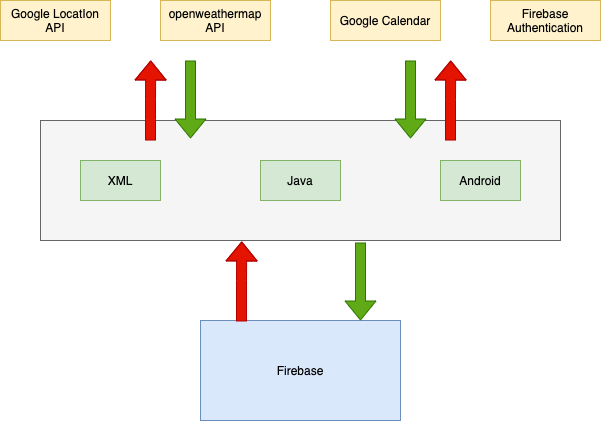 Google Location
API
openweathermap
API
Google Calendar
Firebase
Authentication
XML
Java
Android
Firebase